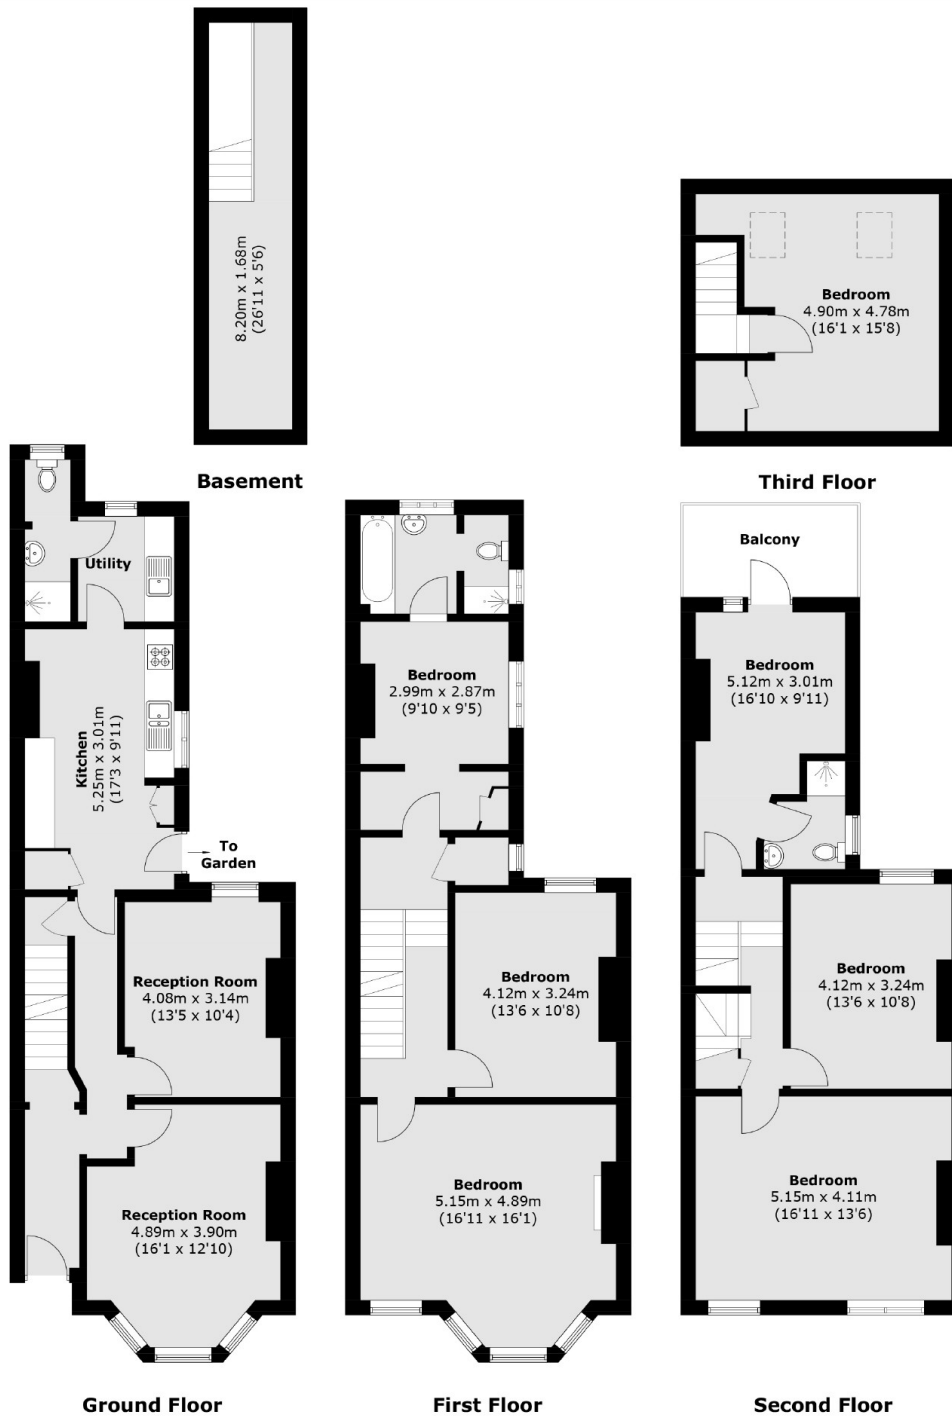 8.20m x 1.68m
(26'11 x 5'6)
Basement
Bedroom
4.90m x 4.78m
(16'1 x 15'8)
Third Floor
Utility
Kitchen
5.25m x 3.01m
(17'3 x 9'11)
To
Garden
Reception Room
4.08m x 3.14m
(13'5 x 10'4)
Reception Room
4.89m x 3.90m
(16'1 x 12'10)
Ground Floor
Bedroom
2.99m x 2.87m
(9'10 x 9'5)
Bedroom
4.12m x 3.24m
(13'6 x 10'8)
Bedroom
5.15m x 4.89m
(16'11 x 16'1)
First Floor
Balcony
Bedroom
5.12m x 3.01m
(16'10 x 9'11)
Bedroom
4.12m x 3.24m
(13'6 x 10'8)
Bedroom
5.15m x 4.11m
(16'11 x 13'6)
Second Floor